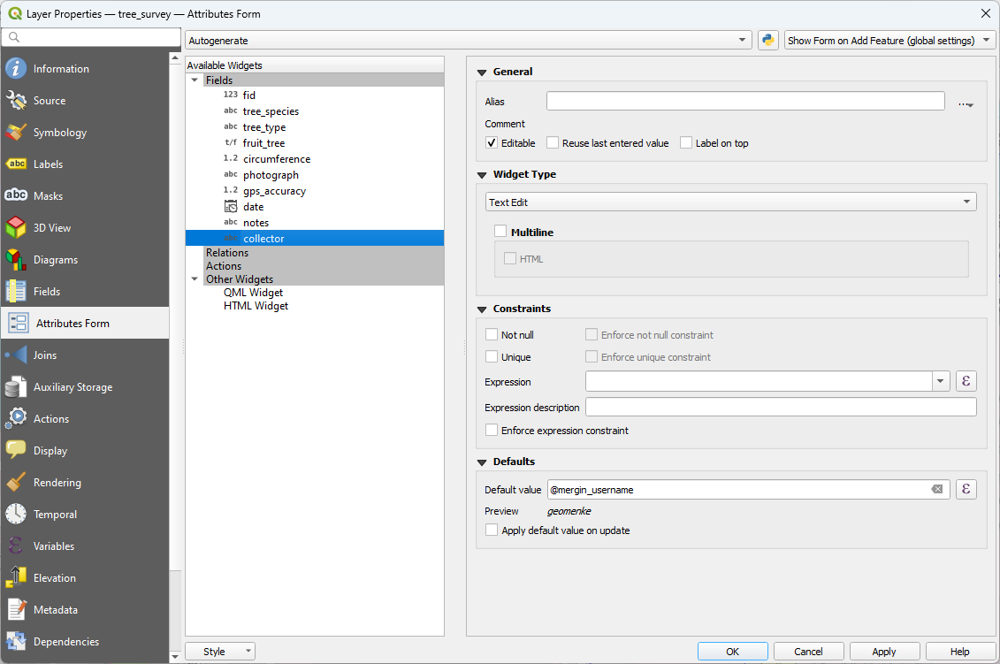 Layer Properties — tree_survey — Attributes Form
Autogenerate
Show Form on Add Feature (global settings)
Information
Source
Symbology
abc Labels
abc Masks
3D View
Diagrams
Fields
Attributes Form
Joins
Auxiliary Storage
Actions
Display
Rendering
Temporal
Variables
Elevation
Metadata
Dependencies
Available Widgets
Fields
123 fid
abc tree_species
abc tree_type
t/f fruit_tree
1.2 circumference
abc photograph
1.2 gps_accuracy
date
abc notes
abc collector
Relations
Actions
Other Widgets
QML Widget
HTML Widget
General
Alias
Comment
Editable Reuse last entered value Label on top
Widget Type
Text Edit
Multiline
HTML
Constraints
Not null Enforce not null constraint
Unique Enforce unique constraint
Expression ε
Expression description
Enforce expression constraint
Defaults
Default value @mergin_username ε
Preview geomenke
Apply default value on update
Style OK Cancel Apply Help